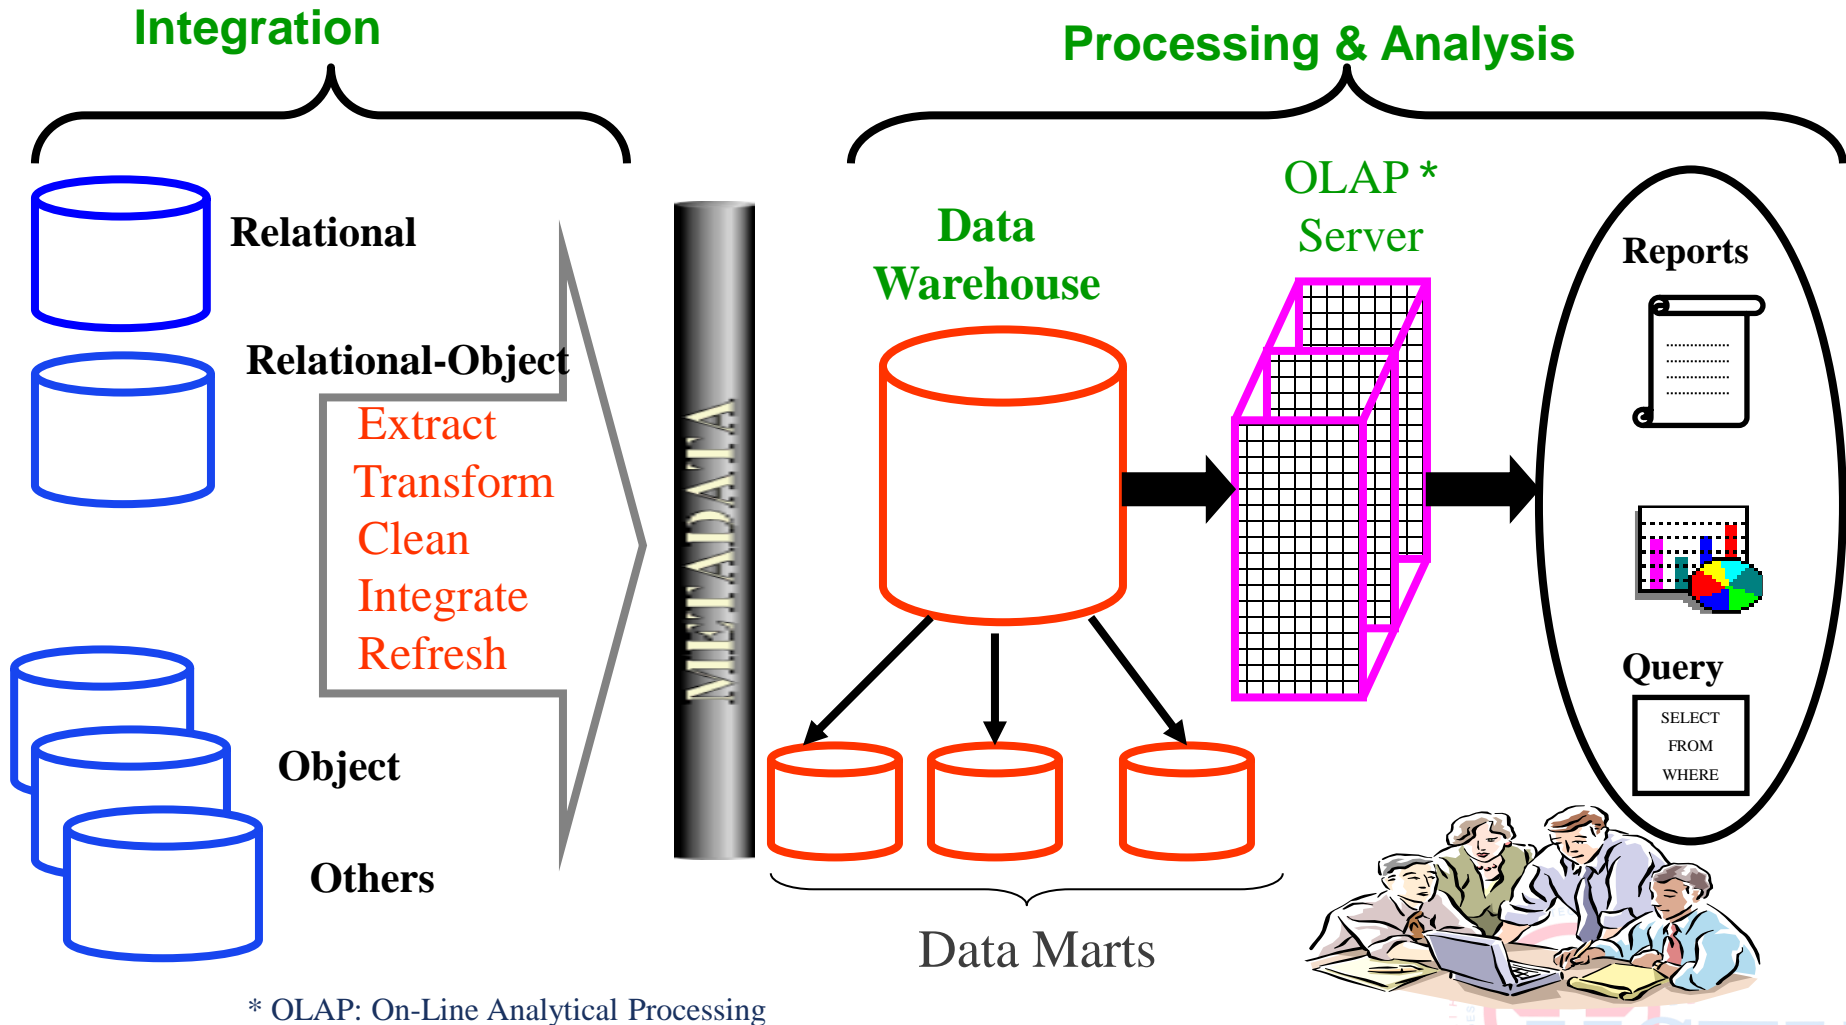 Integration
Processing & Analysis
Relational
Relational-Object
Extract
Transform
Clean
Integrate
Refresh
Object
Others
METADATA
Data
Warehouse
OLAP *
Server
Reports
Query
SELECT
FROM
WHERE
Data Marts
* OLAP: On-Line Analytical Processing